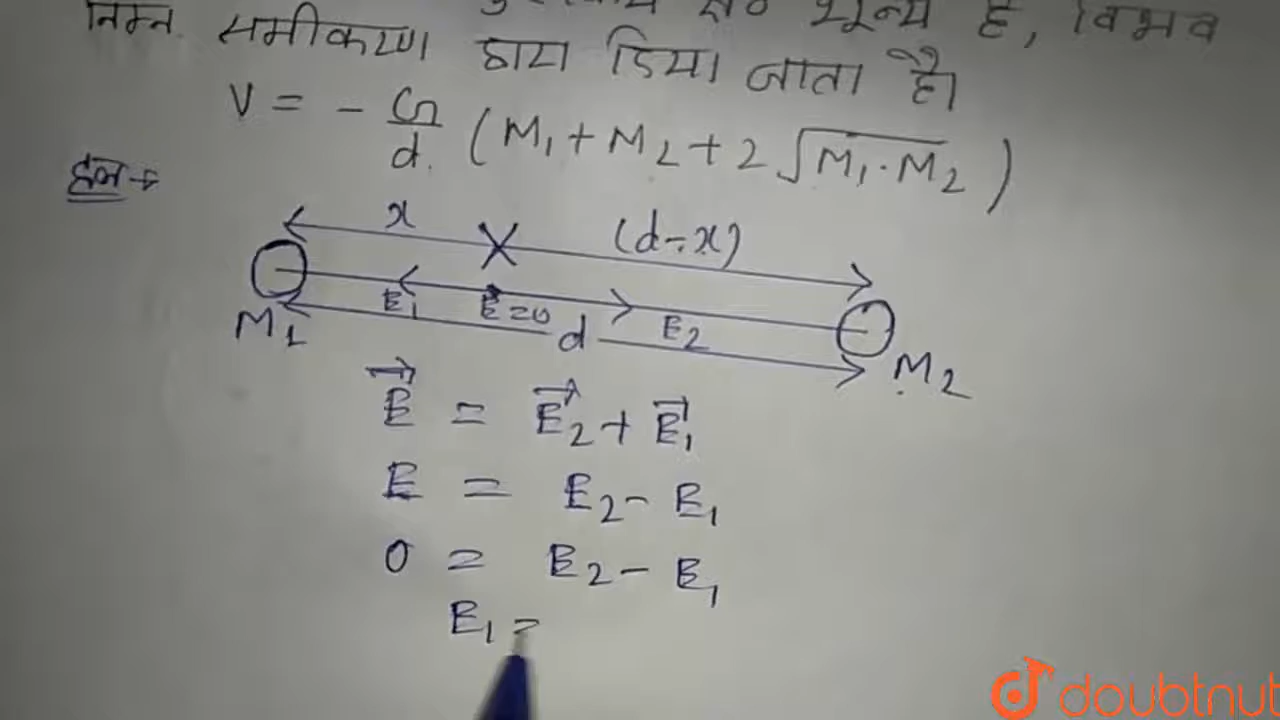 शून्य है, विभव
निम्न समीकरण द्वारा दिया जाता है।
V = - G/d (M₁ + M₂ + 2√M₁.M₂)
हल→
x (d-x)
E₁ E=0 E₂
M₁ d M₂
E⃗ = E⃗₂ + E⃗₁
E = E₂ - E₁
0 = E₂ - E₁
E₁ =
doubtnut